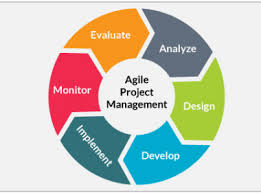 Evaluate
Analyze
Design
Develop
Implement
Monitor
Agile
Project
Management